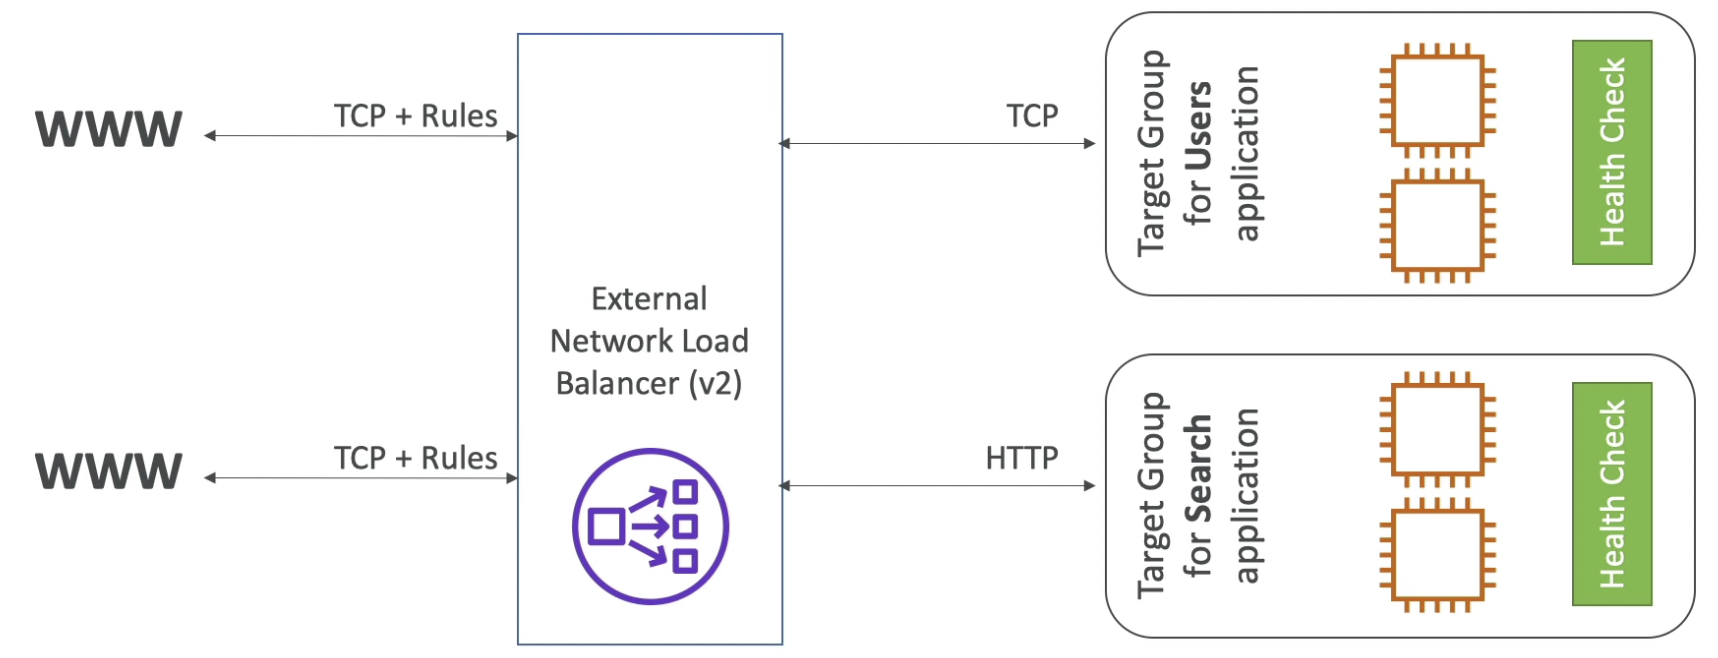 WWW
TCP + Rules
TCP
Target Group
for Users
application
Health Check
External
Network Load
Balancer (v2)
WWW
TCP + Rules
HTTP
Target Group
for Search
application
Health Check